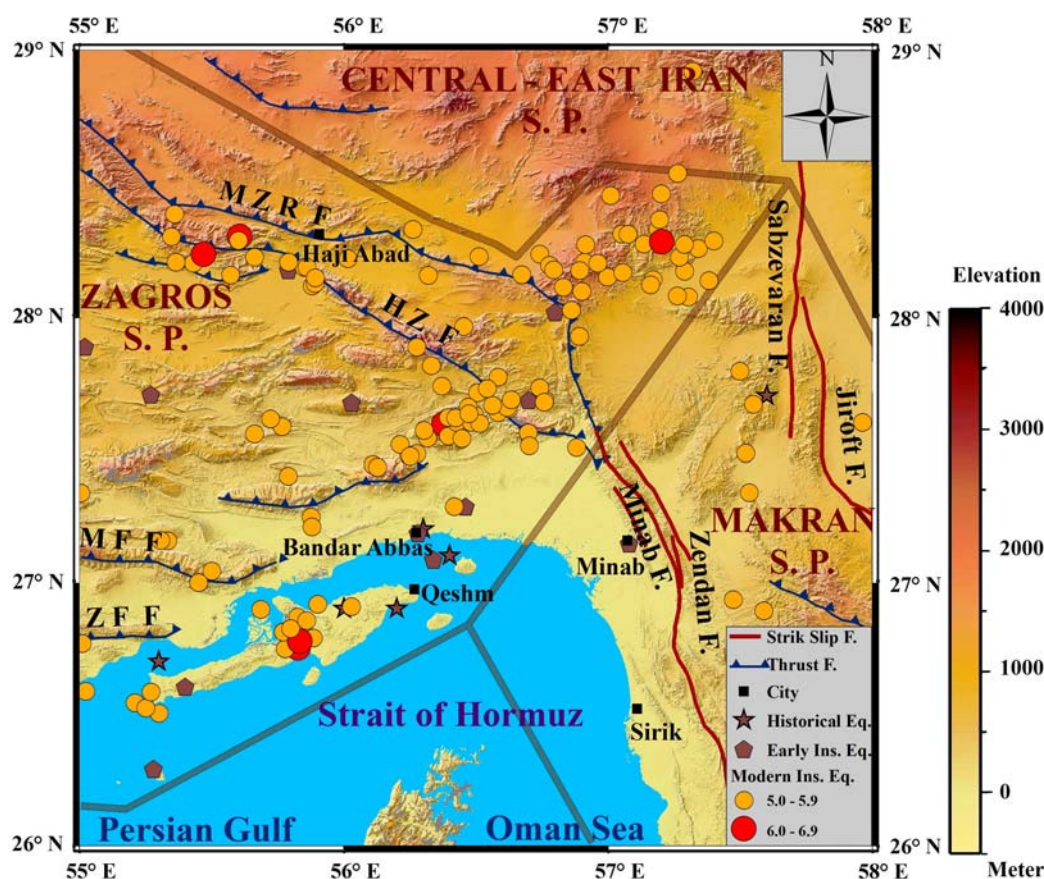 55° E
56° E
57° E
58° E
29° N
29° N
CENTRAL - EAST IRAN
S. P.
N
M Z R F
Haji Abad
Sabzevaran F.
ZAGROS
S. P.
H Z F
28° N
28° N
Jiroft F.
Elevation
4000
3000
2000
1000
0
Meter
M F F
Bandar Abbas
Minab
Minab F.
Zendan F.
MAKRAN
S. P.
27° N
27° N
Qeshm
Z F F
Strait of Hormuz
Sirik
Persian Gulf
Oman Sea
Strik Slip F.
Thrust F.
City
Historical Eq.
Early Ins. Eq.
Modern Ins. Eq.
5.0 - 5.9
6.0 - 6.9
26° N
26° N
55° E
56° E
57° E
58° E